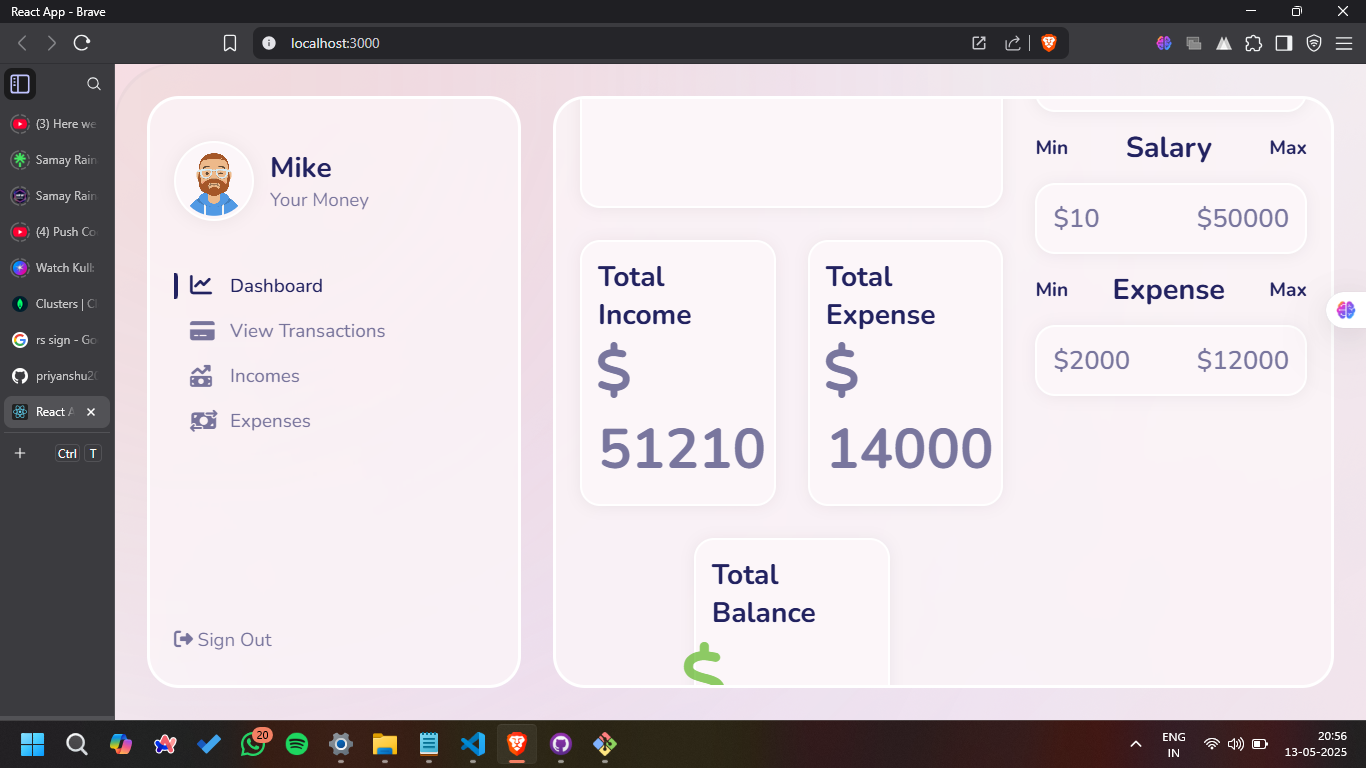 React App - Brave
localhost:3000
(3) Here we
Samay Rain
Samay Rain
(4) Push Co
Watch Kull
Clusters | Cl
rs sign - Go
priyanshu20
React A
Ctrl T
Mike
Your Money
Dashboard
View Transactions
Incomes
Expenses
Sign Out
Total
Income
$
51210
Total
Expense
$
14000
Total
Balance
$
Min Salary Max
$10 $50000
Min Expense Max
$2000 $12000
20
ENG
IN
20:56
13-05-2025